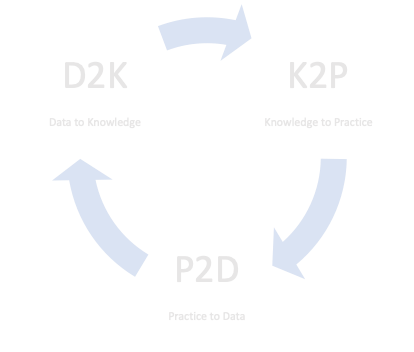 D2K
Data to Knowledge
K2P
Knowledge to Practice
P2D
Practice to Data